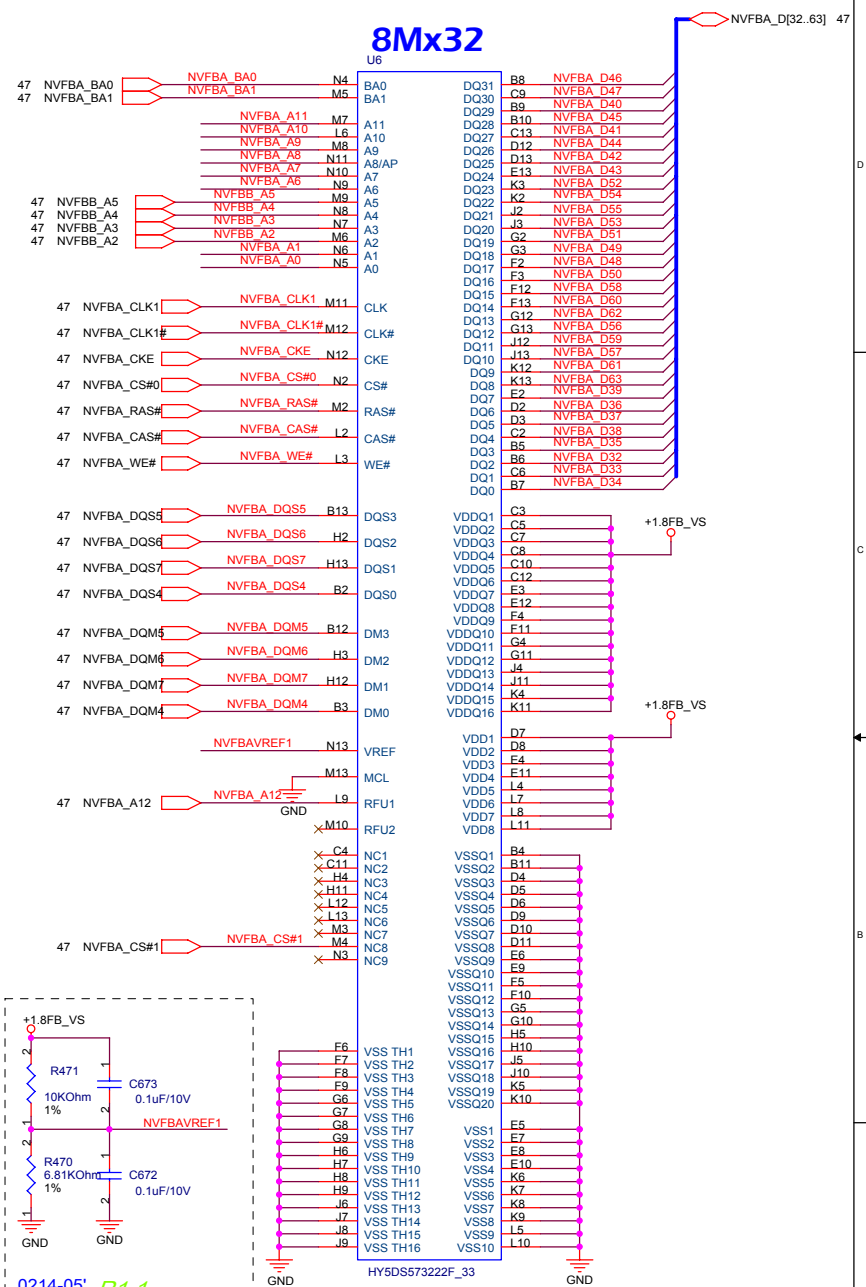 NVFBA_D[32..63] 47
8Mx32
U6
47 NVFBA_BA0 NVFBA_BA0 N4 BA0
47 NVFBA_BA1 NVFBA_BA1 M5 BA1
NVFBA_A11 M7 A11
NVFBA_A10 L6 A10
NVFBA_A9 M8 A9
NVFBA_A8 N11 A8/AP
NVFBA_A7 N10 A7
NVFBA_A6 N9 A6
47 NVFBB_A5 NVFBB_A5 M9 A5
47 NVFBB_A4 NVFBB_A4 N8 A4
47 NVFBB_A3 NVFBB_A3 N7 A3
47 NVFBB_A2 NVFBB_A2 M6 A2
NVFBA_A1 N6 A1
NVFBA_A0 N5 A0
47 NVFBA_CLK1 NVFBA_CLK1 M11 CLK
47 NVFBA_CLK1# NVFBA_CLK1# M12 CLK#
47 NVFBA_CKE NVFBA_CKE N12 CKE
47 NVFBA_CS#0 NVFBA_CS#0 N2 CS#
47 NVFBA_RAS# NVFBA_RAS# M2 RAS#
47 NVFBA_CAS# NVFBA_CAS# L2 CAS#
47 NVFBA_WE# NVFBA_WE# L3 WE#
47 NVFBA_DQS5 NVFBA_DQS5 B13 DQS3
47 NVFBA_DQS6 NVFBA_DQS6 H2 DQS2
47 NVFBA_DQS7 NVFBA_DQS7 H13 DQS1
47 NVFBA_DQS4 NVFBA_DQS4 B2 DQS0
47 NVFBA_DQM5 NVFBA_DQM5 B12 DM3
47 NVFBA_DQM6 NVFBA_DQM6 H3 DM2
47 NVFBA_DQM7 NVFBA_DQM7 H12 DM1
47 NVFBA_DQM4 NVFBA_DQM4 B3 DM0
NVFBAVREF1 N13 VREF
M13 MCL
GND
47 NVFBA_A12 NVFBA_A12 L9 RFU1
M10 RFU2
C4 NC1
C11 NC2
H4 NC3
H11 NC4
L12 NC5
L13 NC6
M3 NC7
47 NVFBA_CS#1 NVFBA_CS#1 M4 NC8
N3 NC9
F6 VSS TH1
F7 VSS TH2
F8 VSS TH3
F9 VSS TH4
G6 VSS TH5
G7 VSS TH6
G8 VSS TH7
G9 VSS TH8
H6 VSS TH9
H7 VSS TH10
H8 VSS TH11
H9 VSS TH12
J6 VSS TH13
J7 VSS TH14
J8 VSS TH15
J9 VSS TH16
GND
DQ31 B8 NVFBA_D46
DQ30 C9 NVFBA_D47
DQ29 B9 NVFBA_D40
DQ28 B10 NVFBA_D45
DQ27 C13 NVFBA_D41
DQ26 D12 NVFBA_D44
DQ25 D13 NVFBA_D42
DQ24 E13 NVFBA_D43
DQ23 K3 NVFBA_D52
DQ22 K2 NVFBA_D54
DQ21 J2 NVFBA_D55
DQ20 J3 NVFBA_D53
DQ19 G2 NVFBA_D51
DQ18 G3 NVFBA_D49
DQ17 F2 NVFBA_D48
DQ16 F3 NVFBA_D50
DQ15 F12 NVFBA_D58
DQ14 F13 NVFBA_D60
DQ13 G12 NVFBA_D62
DQ12 G13 NVFBA_D56
DQ11 J12 NVFBA_D59
DQ10 J13 NVFBA_D57
DQ9 K12 NVFBA_D61
DQ8 K13 NVFBA_D63
DQ7 E2 NVFBA_D39
DQ6 D2 NVFBA_D36
DQ5 D3 NVFBA_D37
DQ4 C2 NVFBA_D38
DQ3 B5 NVFBA_D35
DQ2 B6 NVFBA_D32
DQ1 C6 NVFBA_D33
DQ0 B7 NVFBA_D34
VDDQ1 C3
VDDQ2 C5
VDDQ3 C7
VDDQ4 C8
VDDQ5 C10
VDDQ6 C12
VDDQ7 E3
VDDQ8 E12
VDDQ9 F4
VDDQ10 F11
VDDQ11 G4
VDDQ12 G11
VDDQ13 J4
VDDQ14 J11
VDDQ15 K4
VDDQ16 K11
+1.8FB_VS
VDD1 D7
VDD2 D8
VDD3 E4
VDD4 E11
VDD5 L4
VDD6 L7
VDD7 L8
VDD8 L11
+1.8FB_VS
VSSQ1 B4
VSSQ2 B11
VSSQ3 D4
VSSQ4 D5
VSSQ5 D6
VSSQ6 D9
VSSQ7 D10
VSSQ8 D11
VSSQ9 E6
VSSQ10 E9
VSSQ11 F5
VSSQ12 F10
VSSQ13 G5
VSSQ14 G10
VSSQ15 H5
VSSQ16 H10
VSSQ17 J5
VSSQ18 J10
VSSQ19 K5
VSSQ20 K10
VSS1 E5
VSS2 E7
VSS3 E8
VSS4 E10
VSS5 K6
VSS6 K7
VSS7 K8
VSS8 K9
VSS9 L5
VSS10 L10
GND
HY5DS573222F_33
+1.8FB_VS
2 R471 1
10KOhm
1%
1 C673 2
0.1uF/10V
NVFBAVREF1
2 R470 1
6.81KOhm
1%
1 C672 2
0.1uF/10V
GND
GND
0214-05' R1.1
D
C
B